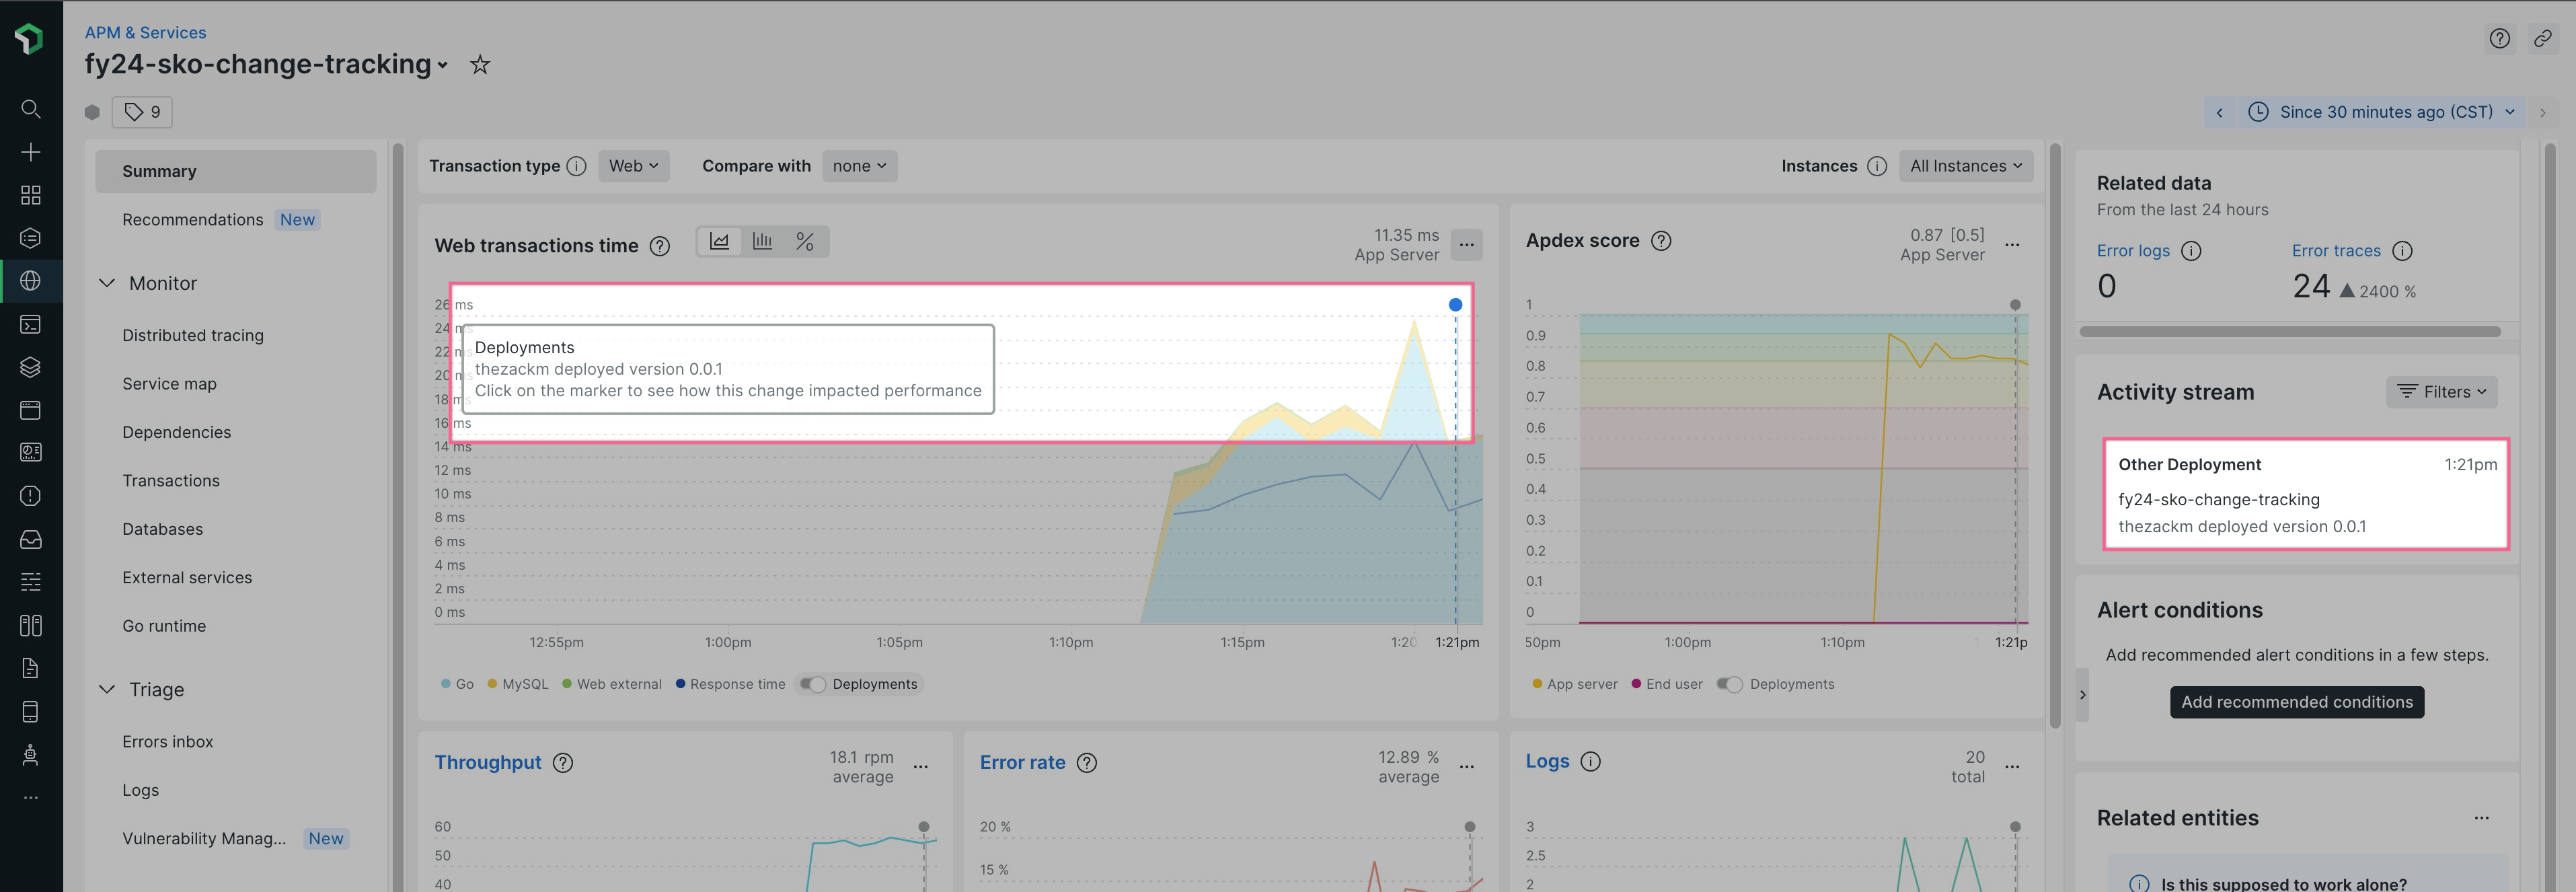 APM & Services
fy24-sko-change-tracking
9
Since 30 minutes ago (CST)
Summary
Recommendations New
Monitor
Distributed tracing
Service map
Dependencies
Transactions
Databases
External services
Go runtime
Triage
Errors inbox
Logs
Vulnerability Manag... New
Transaction type Web Compare with none
Instances All Instances
Web transactions time
%
11.35 ms
App Server
26 ms
24 ms
22 ms
20 ms
18 ms
16 ms
14 ms
12 ms
10 ms
8 ms
6 ms
4 ms
2 ms
0 ms
Deployments
thezackm deployed version 0.0.1
Click on the marker to see how this change impacted performance
12:55pm 1:00pm 1:05pm 1:10pm 1:15pm 1:20 1:21pm
Go MySQL Web external Response time Deployments
Apdex score
0.87 [0.5]
App Server
1
0.9
0.8
0.7
0.6
0.5
0.4
0.3
0.2
0.1
0
50pm 1:00pm 1:10pm 1:21p
App server End user Deployments
Throughput
18.1 rpm
average
60
50
40
Error rate
12.89 %
average
20 %
15 %
Logs
20
total
3
2.5
2
Related data
From the last 24 hours
Error logs Error traces
0 24 2400 %
Activity stream Filters
Other Deployment 1:21pm
fy24-sko-change-tracking
thezackm deployed version 0.0.1
Alert conditions
Add recommended alert conditions in a few steps.
Add recommended conditions
Related entities
Is this supposed to work alone?